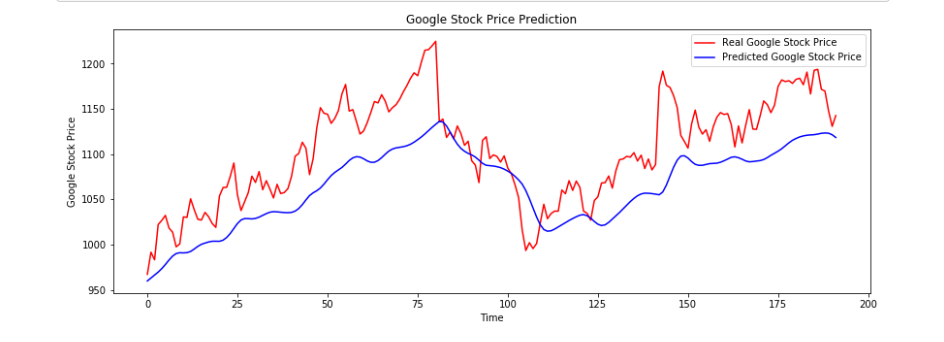 Google Stock Price Prediction
Real Google Stock Price
Predicted Google Stock Price
Google Stock Price
1200
1150
1100
1050
1000
950
0 25 50 75 100 125 150 175 200
Time